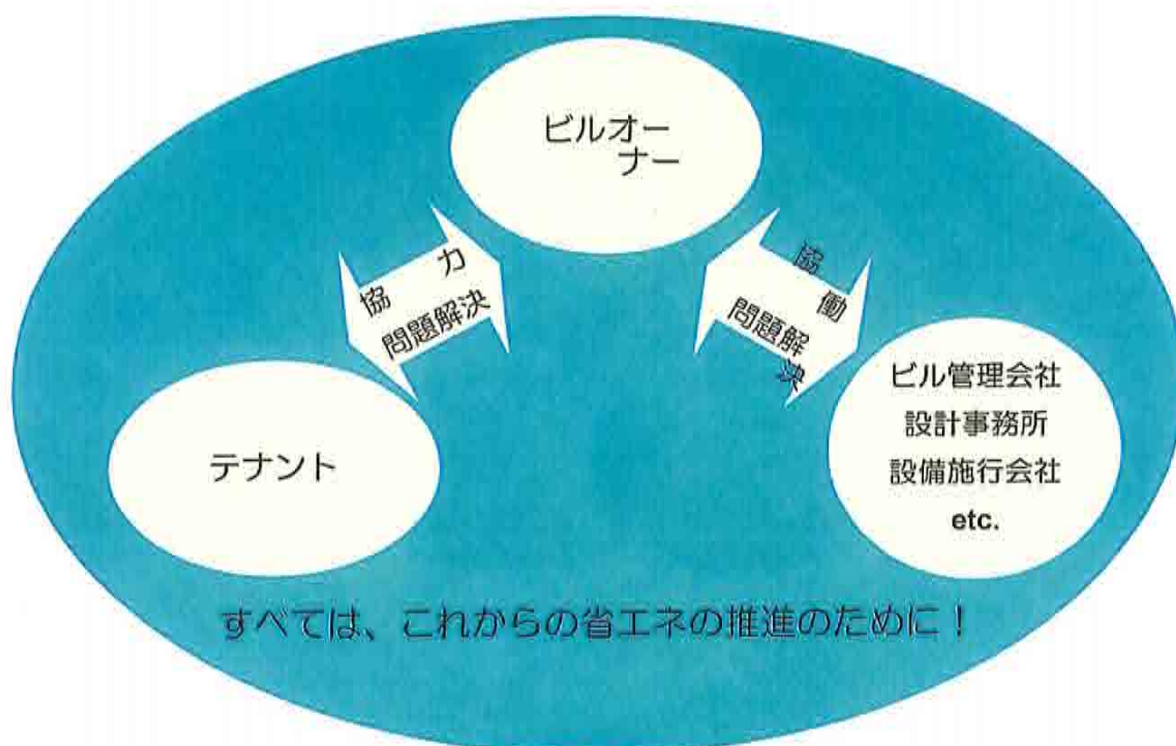 ビルオー
ナー
協力
問題解決
協働
問題解
決
テナント
ビル管理会社
設計事務所
設備施行会社
etc.
すべては、これからの省エネの推進のために！